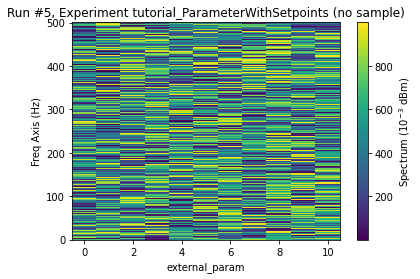 Run #5, Experiment tutorial_ParameterWithSetpoints (no sample)
500
400
300
200
100
0
Freq Axis (Hz)
0 2 4 6 8 10
external_param
800
600
400
200
Spectrum (10⁻³ dBm)